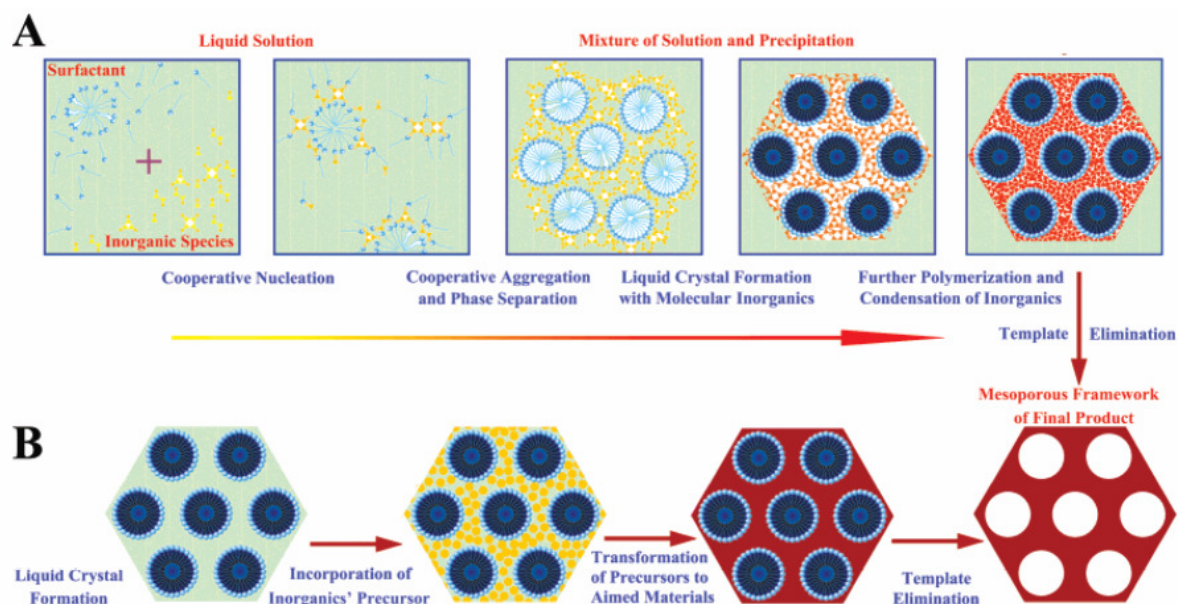 A
Liquid Solution
Mixture of Solution and Precipitation
Surfactant
Inorganic Species
Cooperative Nucleation
Cooperative Aggregation
and Phase Separation
Liquid Crystal Formation
with Molecular Inorganics
Further Polymerization and
Condensation of Inorganics
Template Elimination
Mesoporous Framework
of Final Product
B
Liquid Crystal
Formation
Incorporation of
Inorganics' Precursor
Transformation
of Precursors to
Aimed Materials
Template
Elimination